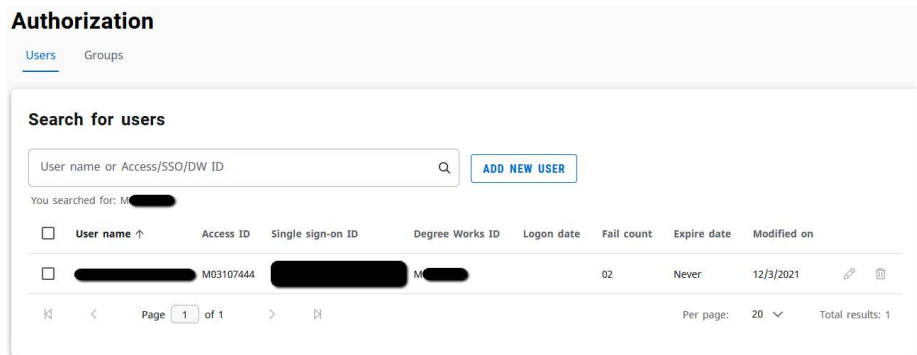 Authorization
Users Groups
Search for users
User name or Access/SSO/DW ID ADD NEW USER
You searched for: M
User name ↑ Access ID Single sign-on ID Degree Works ID Logon date Fail count Expire date Modified on
M03107444 M 02 Never 12/3/2021
Page 1 of 1 Per page: 20 Total results: 1